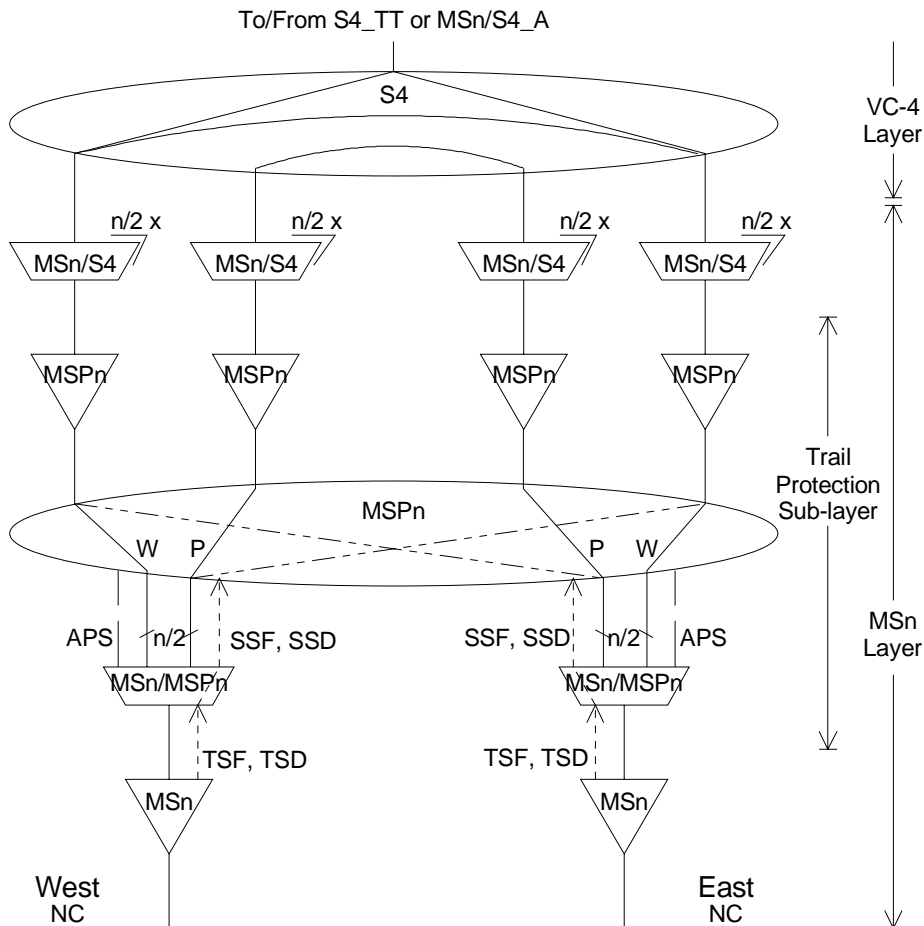 To/From S4_TT or MSn/S4_A
S4
VC-4
Layer
n/2 x
n/2 x
n/2 x
n/2 x
MSn/S4
MSn/S4
MSn/S4
MSn/S4
MSPn
MSPn
MSPn
MSPn
Trail
Protection
Sub-layer
MSPn
W
P
P
W
APS
n/2
SSF, SSD
SSF, SSD
n/2
APS
MSn
Layer
MSn/MSPn
MSn/MSPn
TSF, TSD
TSF, TSD
MSn
MSn
West
NC
East
NC